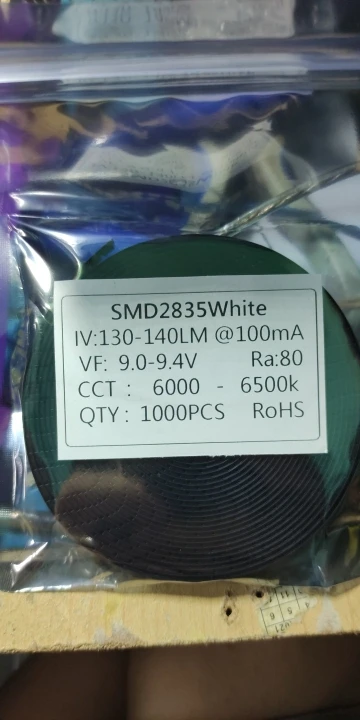 SMD2835White
IV:130-140LM @100mA
VF: 9.0-9.4V Ra:80
CCT : 6000 - 6500k
QTY : 1000PCS RoHS